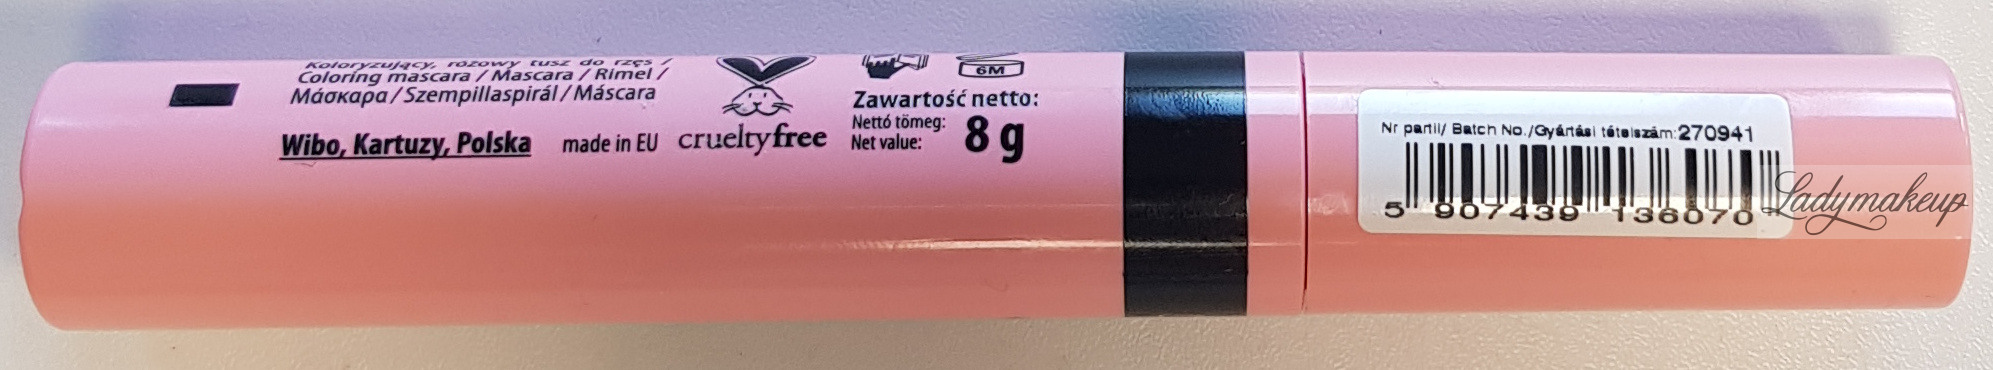 Koloryzujący, różowy tusz do rzęs /
Coloring mascara / Mascara / Rimel /
Μάσκαρα / Szempillaspirál / Máscara
Wibo, Kartuzy, Polska
made in EU
crueltyfree
6M
Zawartość netto:
Nettó tömeg:
Net value:
8 g
Nr partii/ Batch No./Gyártási tételszám:270941
5 907439 136070
Ladymakeup